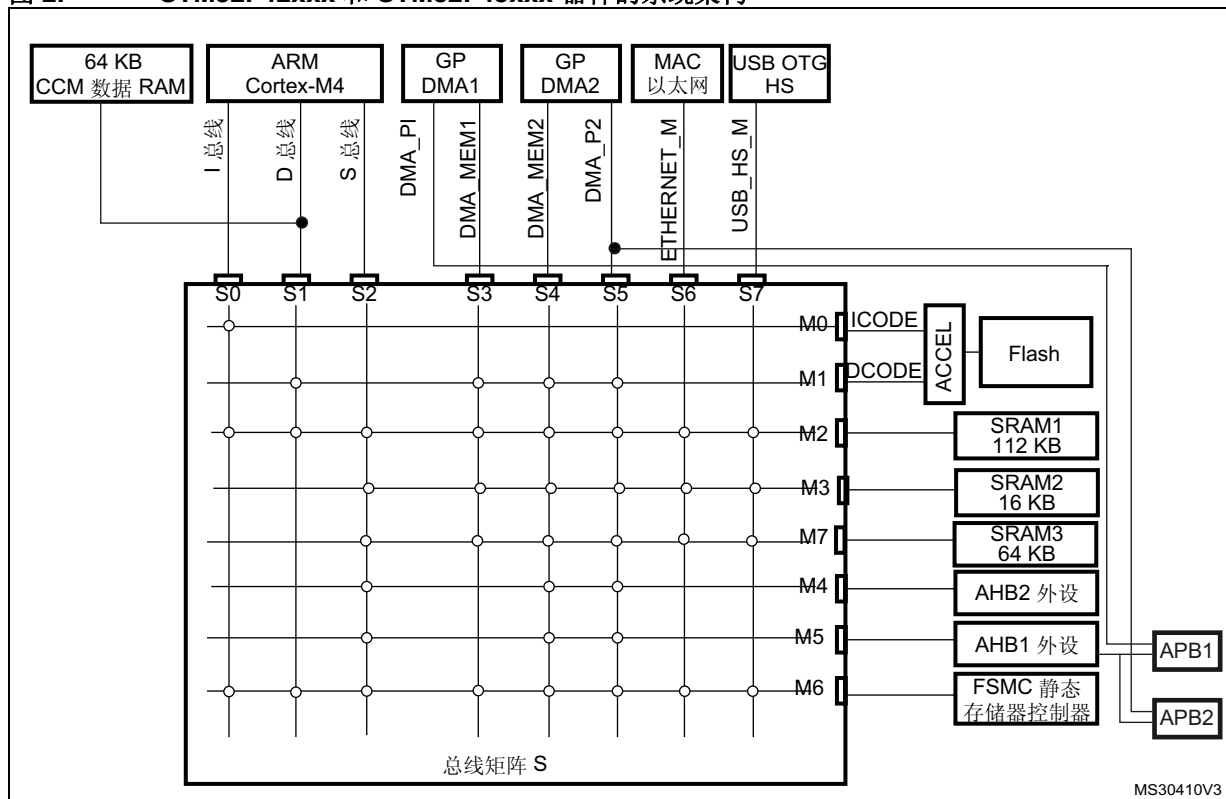 64 KB
CCM 数据 RAM
ARM
Cortex-M4
GP
DMA1
GP
DMA2
MAC
以太网
USB OTG
HS
I 总线
D 总线
S 总线
DMA_PI
DMA_MEM1
DMA_MEM2
DMA_P2
ETHERNET_M
USB_HS_M
S0
S1
S2
S3
S4
S5
S6
S7
M0
ICODE
M1
DCODE
ACCEL
Flash
M2
SRAM1
112 KB
M3
SRAM2
16 KB
M7
SRAM3
64 KB
M4
AHB2 外设
M5
AHB1 外设
APB1
M6
FSMC 静态
存储器控制器
APB2
总线矩阵 S
MS30410V3